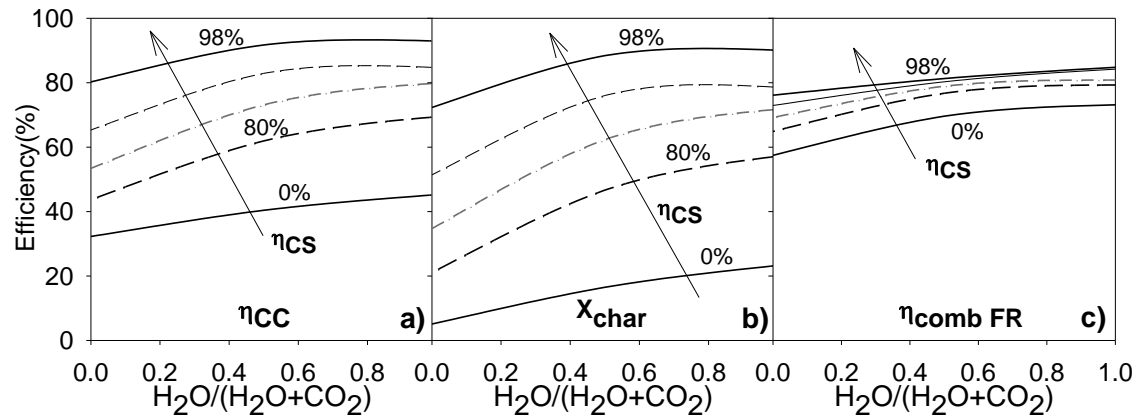 Efficiency(%)
100
80
60
40
20
0
98%
80%
0%
ηCS
ηCC
a)
98%
80%
ηCS
0%
Xchar
b)
98%
0%
ηCS
ηcomb FR
c)
0.0 0.2 0.4 0.6 0.8 0.0 0.2 0.4 0.6 0.8 0.0 0.2 0.4 0.6 0.8 1.0
H2O/(H2O+CO2) H2O/(H2O+CO2) H2O/(H2O+CO2)